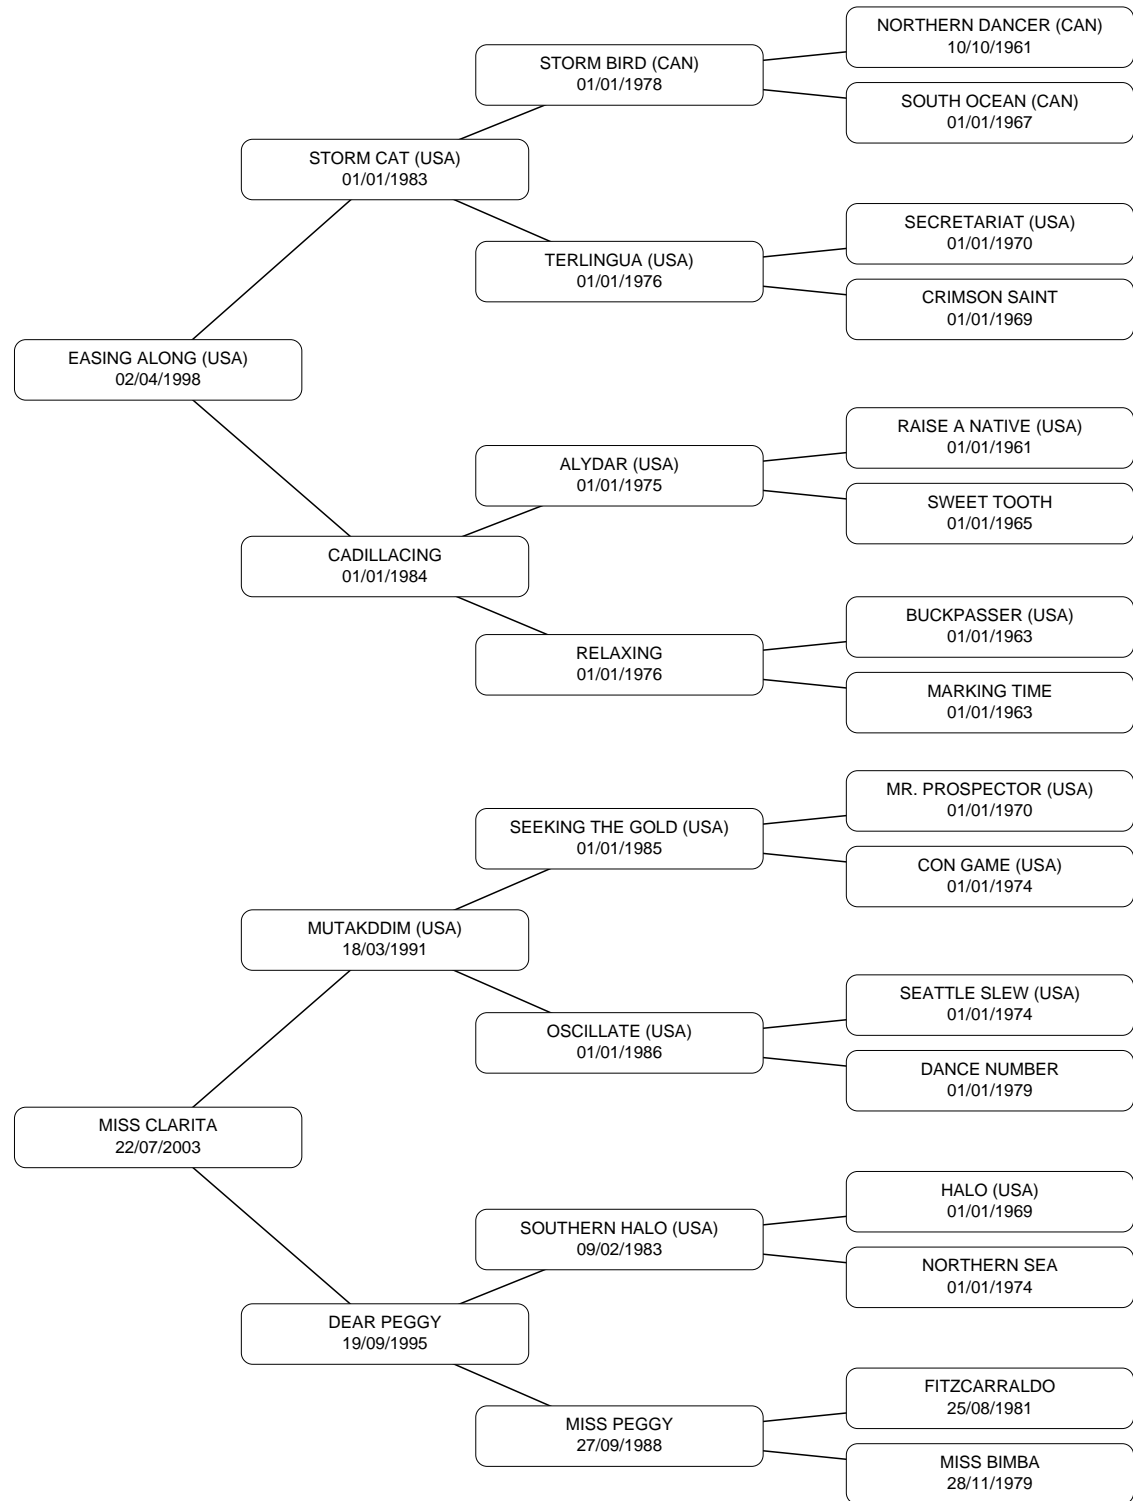 NORTHERN DANCER (CAN)
10/10/1961
STORM BIRD (CAN)
01/01/1978
SOUTH OCEAN (CAN)
01/01/1967
STORM CAT (USA)
01/01/1983
SECRETARIAT (USA)
01/01/1970
TERLINGUA (USA)
01/01/1976
CRIMSON SAINT
01/01/1969
EASING ALONG (USA)
02/04/1998
RAISE A NATIVE (USA)
01/01/1961
ALYDAR (USA)
01/01/1975
SWEET TOOTH
01/01/1965
CADILLACING
01/01/1984
BUCKPASSER (USA)
01/01/1963
RELAXING
01/01/1976
MARKING TIME
01/01/1963
MR. PROSPECTOR (USA)
01/01/1970
SEEKING THE GOLD (USA)
01/01/1985
CON GAME (USA)
01/01/1974
MUTAKDDIM (USA)
18/03/1991
SEATTLE SLEW (USA)
01/01/1974
OSCILLATE (USA)
01/01/1986
DANCE NUMBER
01/01/1979
MISS CLARITA
22/07/2003
HALO (USA)
01/01/1969
SOUTHERN HALO (USA)
09/02/1983
NORTHERN SEA
01/01/1974
DEAR PEGGY
19/09/1995
FITZCARRALDO
25/08/1981
MISS PEGGY
27/09/1988
MISS BIMBA
28/11/1979